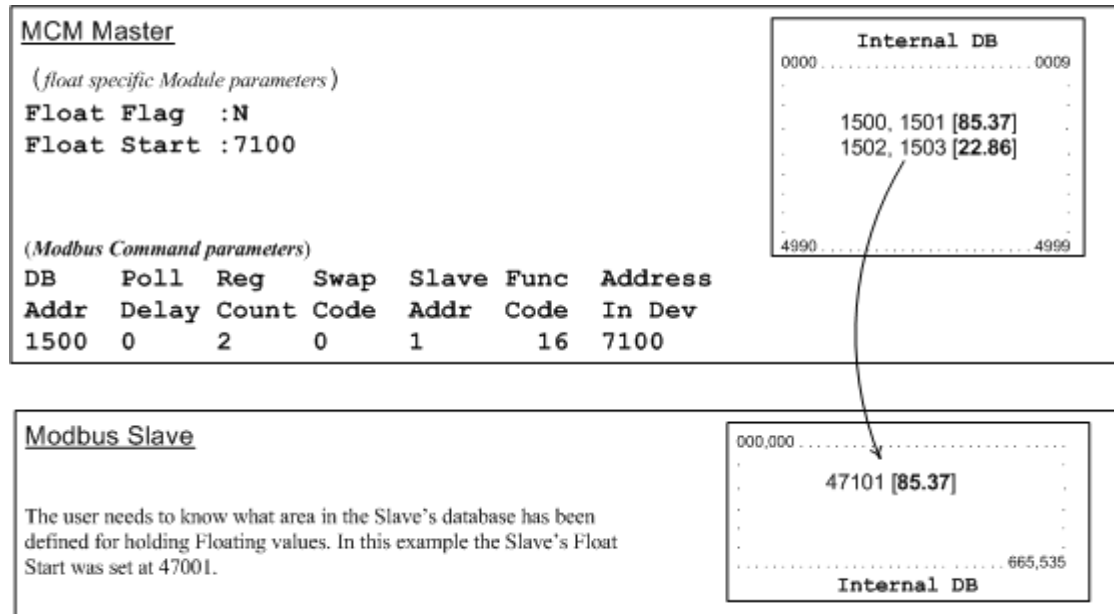 MCM Master
(float specific Module parameters)
Float Flag :N
Float Start :7100
Internal DB
0000 0009
1500, 1501 [85.37]
1502, 1503 [22.86]
4990 4999
(Modbus Command parameters)
DB Poll Reg Swap Slave Func Address
Addr Delay Count Code Addr Code In Dev
1500 0 2 0 1 16 7100
Modbus Slave
The user needs to know what area in the Slave's database has been
defined for holding Floating values. In this example the Slave's Float
Start was set at 47001.
000,000
47101 [85.37]
665,535
Internal DB